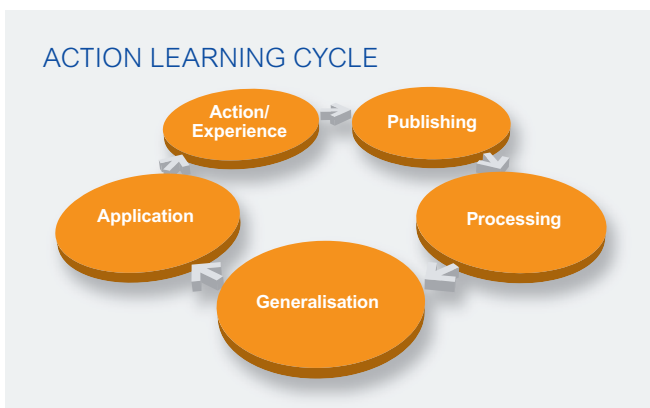 ACTION LEARNING CYCLE
Action/
Experience
Publishing
Processing
Generalisation
Application